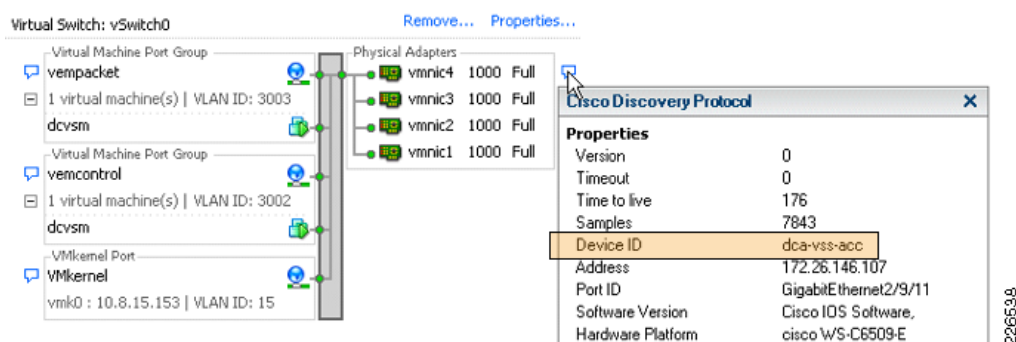 Virtual Switch: vSwitch0 Remove... Properties...
Virtual Machine Port Group
vempacket
1 virtual machine(s) | VLAN ID: 3003
dcvsm
Virtual Machine Port Group
vemcontrol
1 virtual machine(s) | VLAN ID: 3002
dcvsm
VMkernel Port
VMkernel
vmk0 : 10.8.15.153 | VLAN ID: 15
Physical Adapters
vmnic4 1000 Full
vmnic3 1000 Full
vmnic2 1000 Full
vmnic1 1000 Full
Cisco Discovery Protocol
Properties
Version 0
Timeout 0
Time to live 176
Samples 7843
Device ID dca-vss-acc
Address 172.26.146.107
Port ID GigabitEthernet2/9/11
Software Version Cisco IOS Software,
Hardware Platform cisco WS-C6509-E
226538